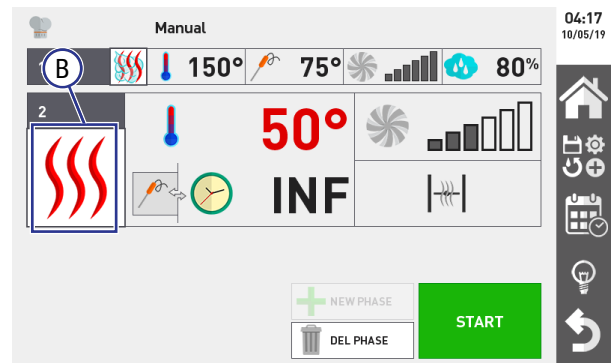 Manual
04:17
10/05/19
1 150° 75° 80%
B
2
50°
INF
NEW PHASE
DEL PHASE
START